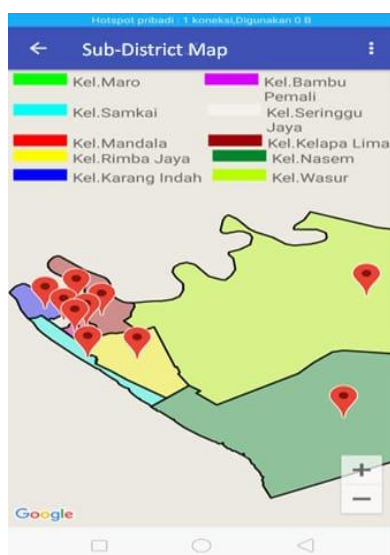 Hotspot pribadi : 1 koneksi,Digunakan 0 B
Sub-District Map
Kel.Maro
Kel.Bambu
Pemali
Kel.Samkai
Kel.Seringgu
Jaya
Kel.Mandala
Kel.Kelapa Lima
Kel.Rimba Jaya
Kel.Nasem
Kel.Karang Indah
Kel.Wasur
Google